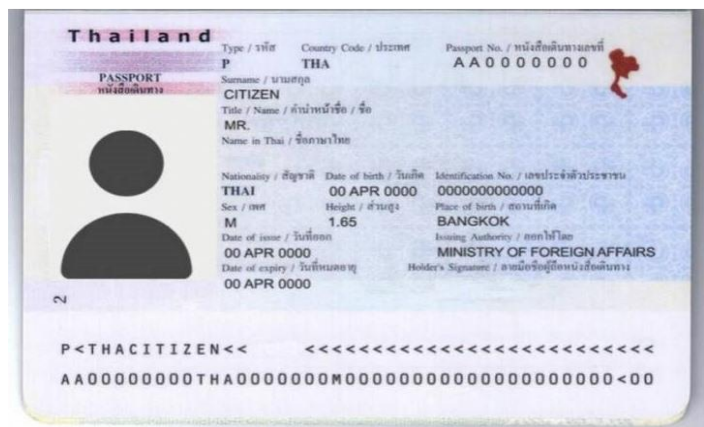 Thailand
PASSPORT
หนังสือเดินทาง
Type / รหัส Country Code / ประเทศ Passport No. / หนังสือเดินทางเลขที่
P THA AA0000000
Surname / นามสกุล
CITIZEN
Title / Name / คำนำหน้าชื่อ / ชื่อ
MR.
Name in Thai / ชื่อภาษาไทย
Nationality / สัญชาติ Date of birth / วันเกิด Identification No. / เลขประจำตัวประชาชน
THAI 00 APR 0000 0000000000000
Sex / เพศ Height / ส่วนสูง Place of birth / สถานที่เกิด
M 1.65 BANGKOK
Date of issue / วันที่ออก Issuing Authority / ออกให้โดย
00 APR 0000 MINISTRY OF FOREIGN AFFAIRS
Date of expiry / วันที่หมดอายุ Holder's Signature / ลายมือชื่อผู้ถือหนังสือเดินทาง
00 APR 0000
2
P<THACITIZEN<< <<<<<<<<<<<<<<<<<<<<<<<<<<
AA00000000THA0000000M0000000000000000000000<00